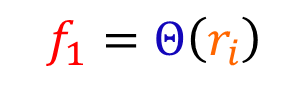 f₁ = Θ(rᵢ)